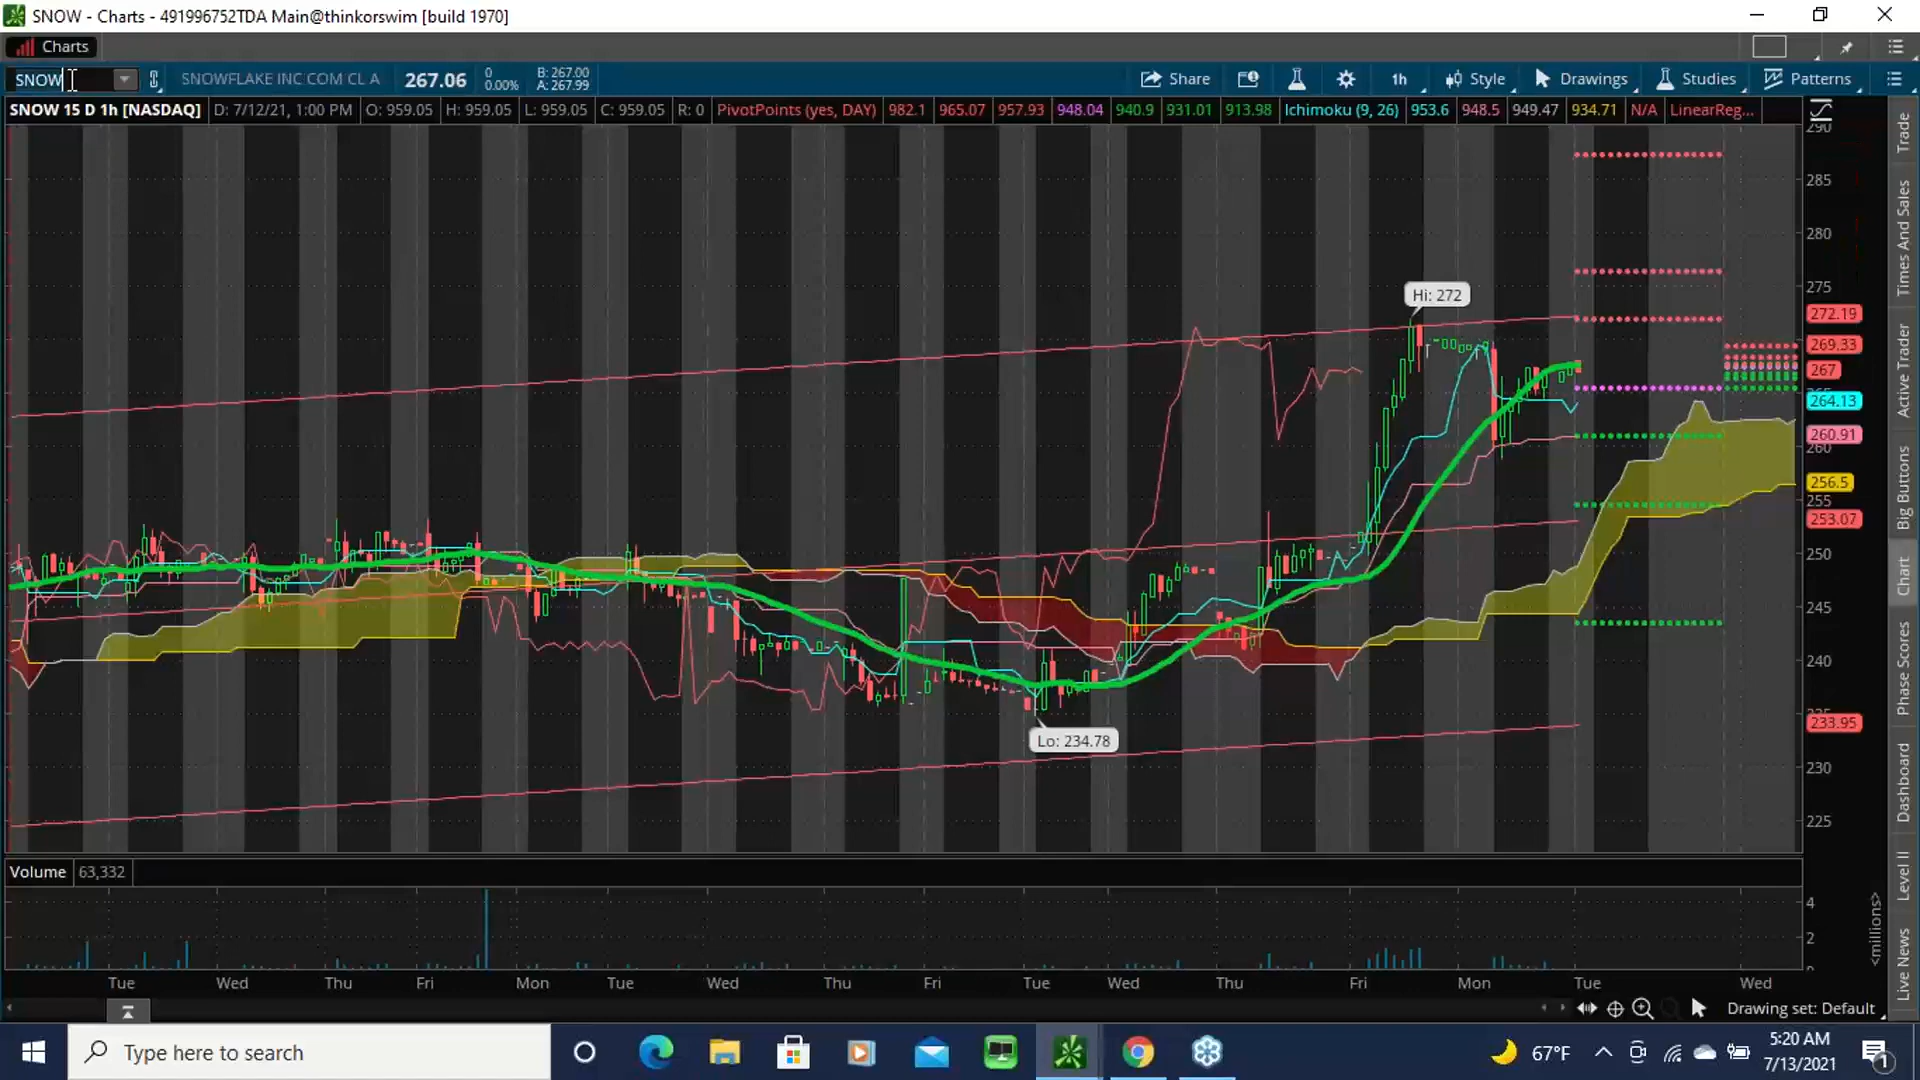 SNOW - Charts - 491996752TDA Main@thinkorswim [build 1970]
Charts
SNOW SNOWFLAKE INC COM CL A 267.06 0 0.00% B: 267.00 A: 267.99 Share 1h Style Drawings Studies Patterns
SNOW 15 D 1h [NASDAQ] D: 7/12/21, 1:00 PM O: 959.05 H: 959.05 L: 959.05 C: 959.05 R: 0 PivotPoints (yes, DAY) 982.1 965.07 957.93 948.04 940.9 931.01 913.98 Ichimoku (9, 26) 953.6 948.5 949.47 934.71 N/A LinearReg...
290
285
280
275
Hi: 272
272.19
269.33
267
264.13
260.91
260
256.5
255
253.07
250
245
240
Lo: 234.78
233.95
230
225
Trade
Times And Sales
Active Trader
Big Buttons
Chart
Phase Scores
Dashboard
Level II
Live News
Volume 63,332
4
2
<millions>
Tue Wed Thu Fri Mon Tue Wed Thu Fri Tue Wed Thu Fri Mon Tue Wed
Drawing set: Default
Type here to search
67°F
5:20 AM
7/13/2021
1